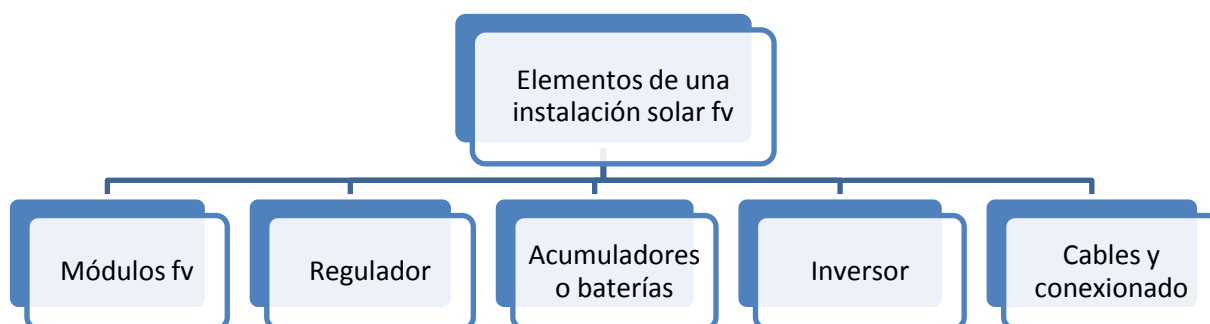 Elementos de una
instalación solar fv
Módulos fv
Regulador
Acumuladores
o baterías
Inversor
Cables y
conexionado